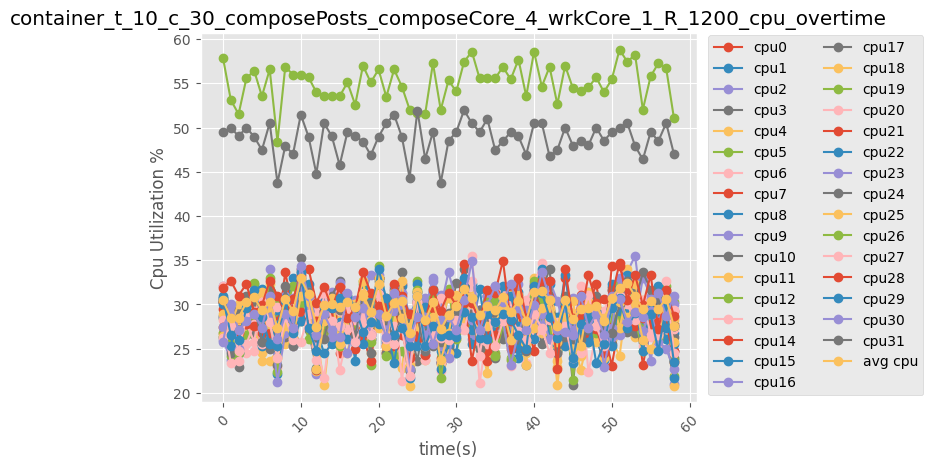 container_t_10_c_30_composePosts_composeCore_4_wrkCore_1_R_1200_cpu_overtime
60
55
50
45
40
35
30
25
20
Cpu Utilization %
0
10
20
30
40
50
60
time(s)
cpu0
cpu1
cpu2
cpu3
cpu4
cpu5
cpu6
cpu7
cpu8
cpu9
cpu10
cpu11
cpu12
cpu13
cpu14
cpu15
cpu16
cpu17
cpu18
cpu19
cpu20
cpu21
cpu22
cpu23
cpu24
cpu25
cpu26
cpu27
cpu28
cpu29
cpu30
cpu31
avg cpu